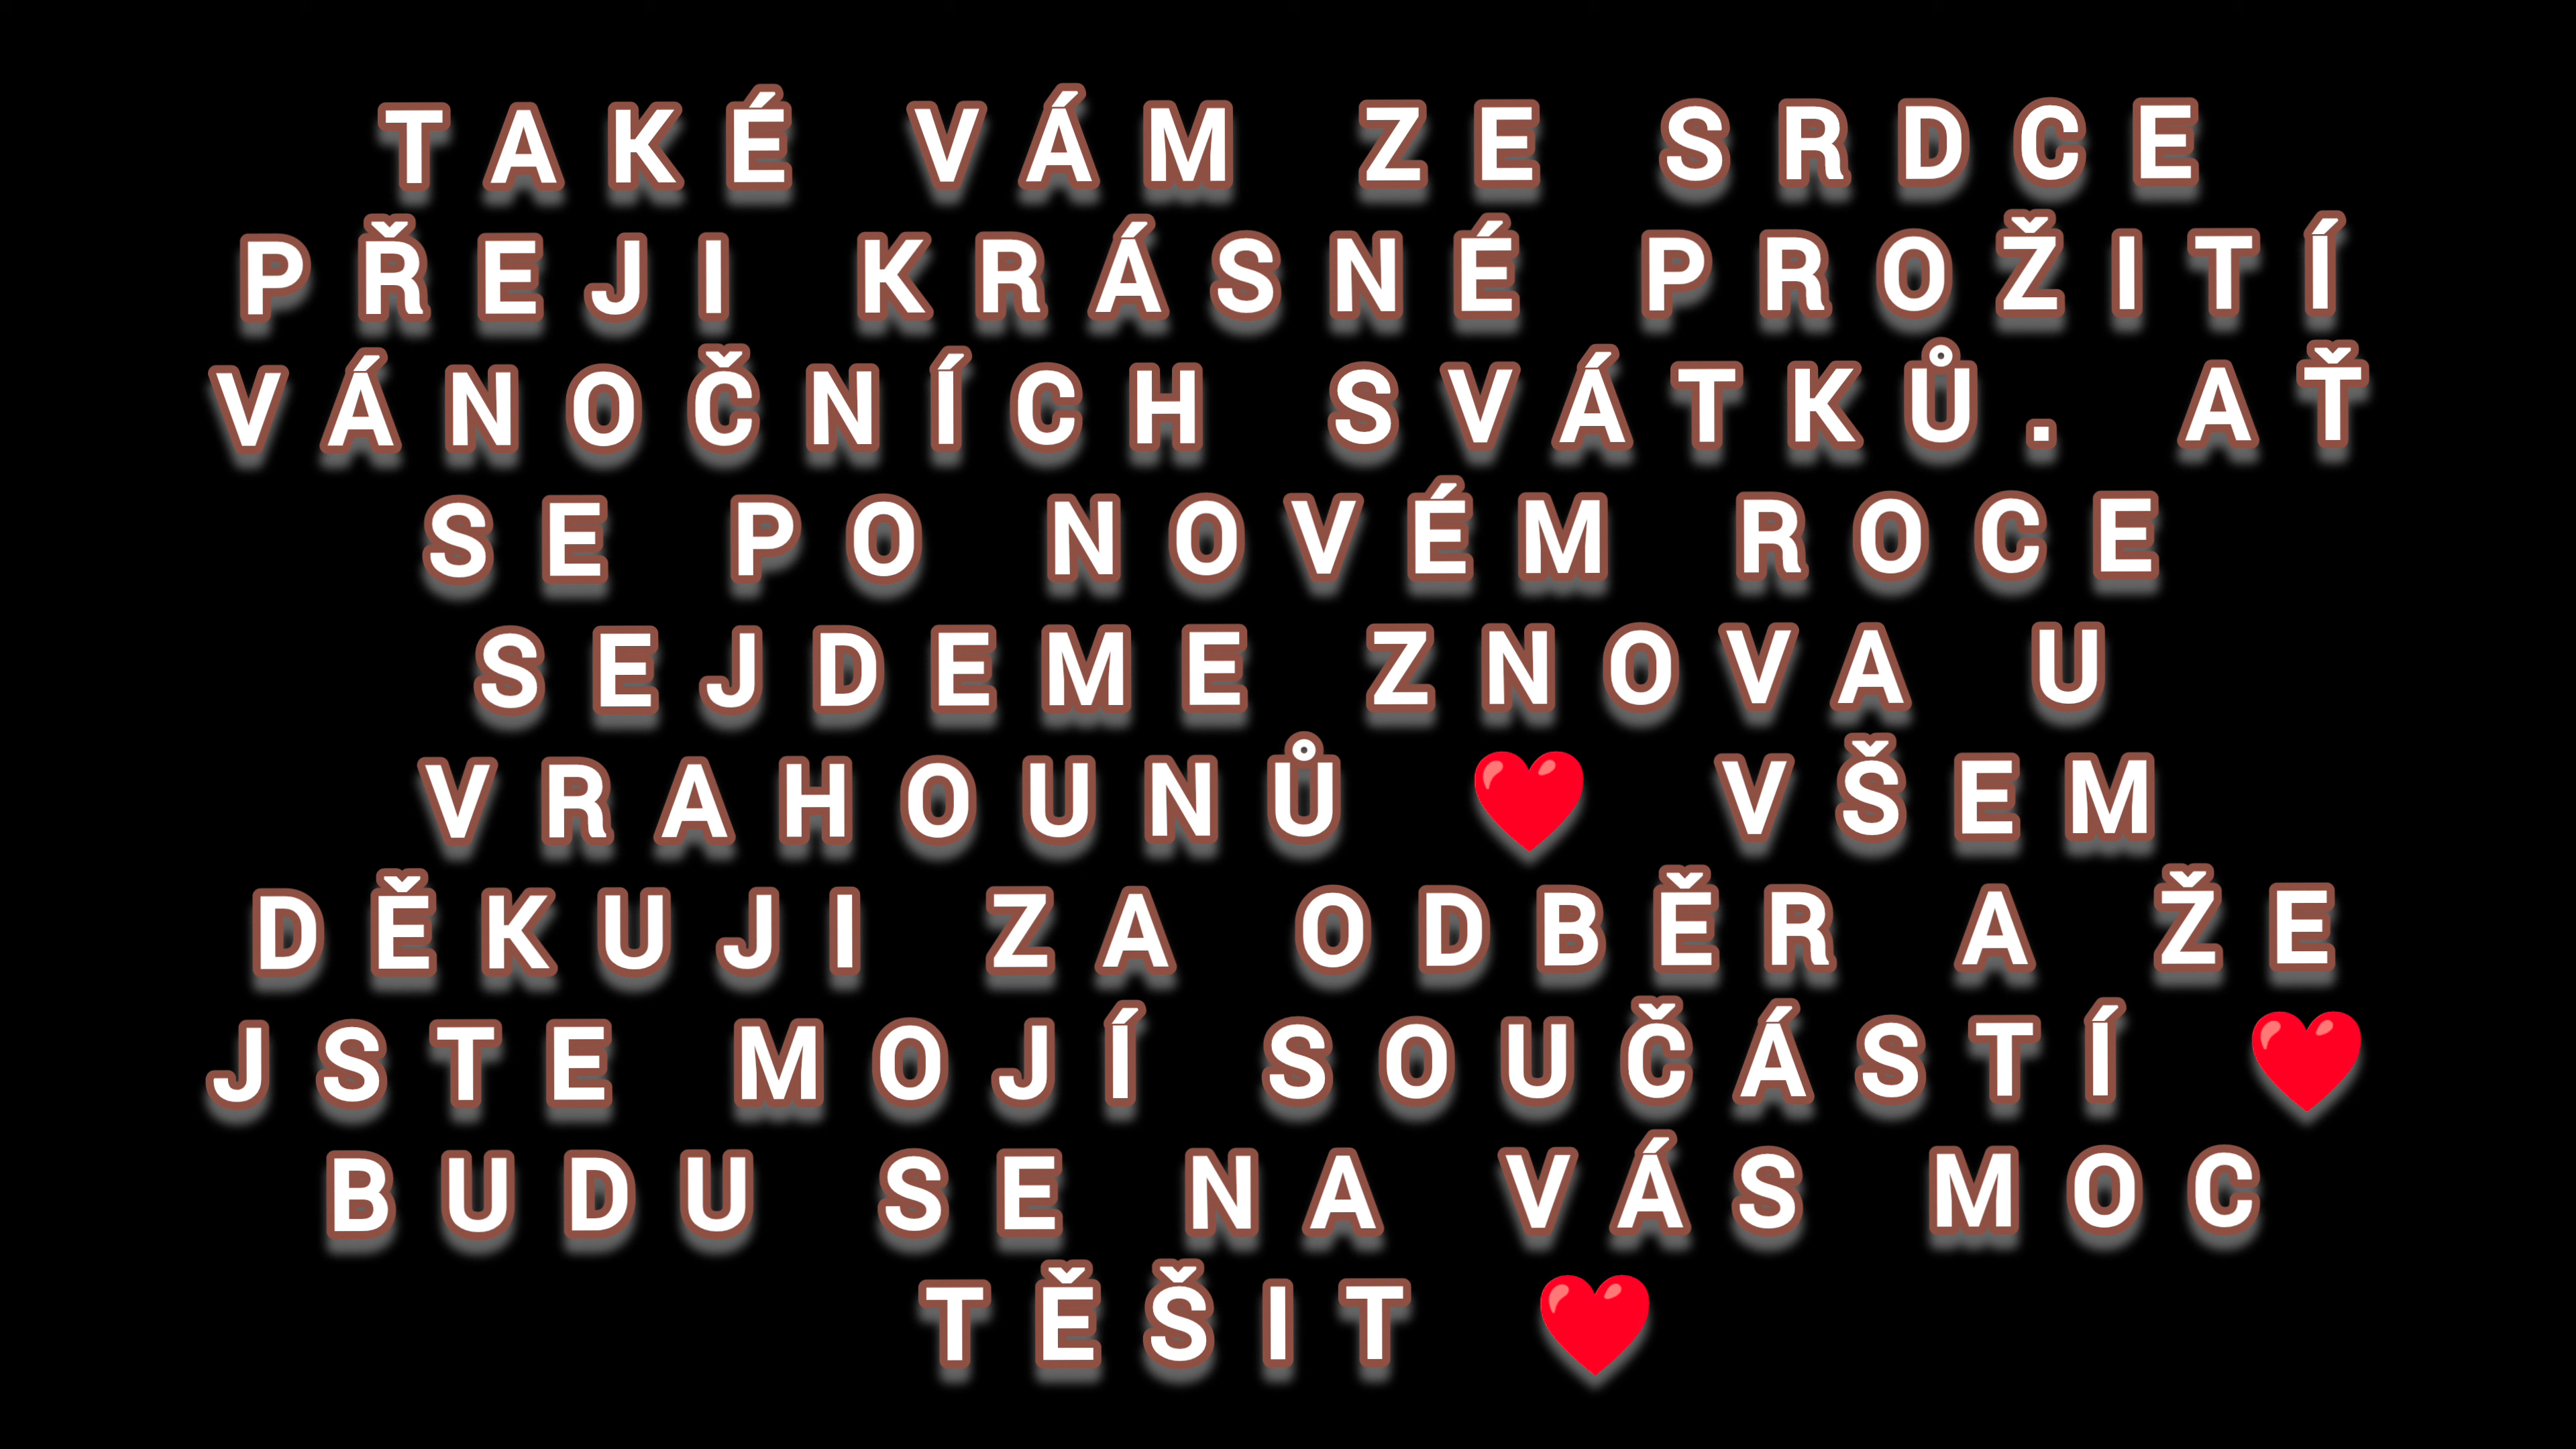 TAKÉ VÁM ZE SRDCE
PŘEJI KRÁSNÉ PROŽITÍ
VÁNOČNÍCH SVÁTKŮ. AŤ
SE PO NOVÉM ROCE
SEJDEME ZNOVA U
VRAHOUNŮ ❤️ VŠEM
DĚKUJI ZA ODBĚR A ŽE
JSTE MOJÍ SOUČÁSTÍ ❤️
BUDU SE NA VÁS MOC
TĚŠIT ❤️